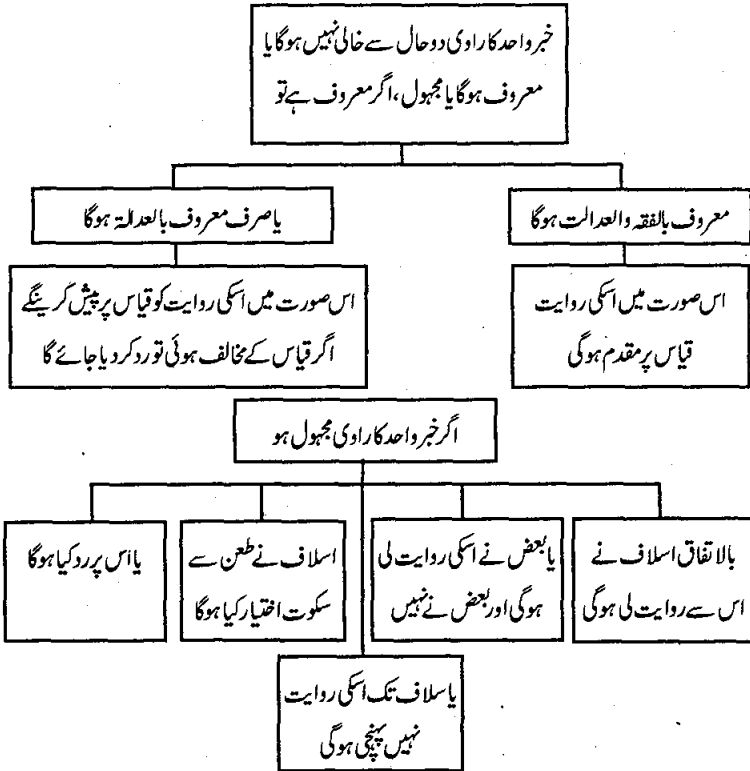 خبر واحد کا راوی دو حال سے خالی نہیں ہوگا یا
معروف ہوگا یا مجہول، اگر معروف ہے تو
معروف بالفقہ والعدالت ہوگا
یا صرف معروف بالعدالۃ ہوگا
اس صورت میں اسکی روایت
قیاس پر مقدم ہوگی
اس صورت میں اسکی روایت کو قیاس پر پیش کرینگے
اگر قیاس کے مخالف ہوئی تو رد کر دیا جائے گا
اگر خبر واحد کا راوی مجہول ہو
بالاتفاق اسلاف نے
اس سے روایت لی ہوگی
یا بعض نے اسکی روایت لی
ہوگی اور بعض نے نہیں
اسلاف نے طعن سے
سکوت اختیار کیا ہوگا
یا اس پر رد کیا ہوگا
یا سلاف تک اسکی روایت
نہیں پہنچی ہوگی